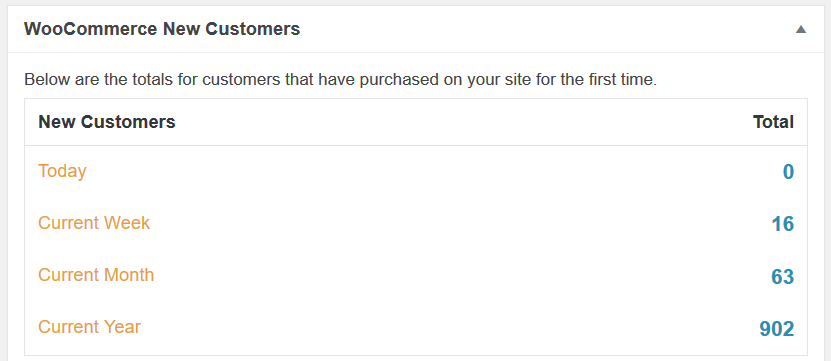 WooCommerce New Customers
Below are the totals for customers that have purchased on your site for the first time.
New Customers Total
Today 0
Current Week 16
Current Month 63
Current Year 902